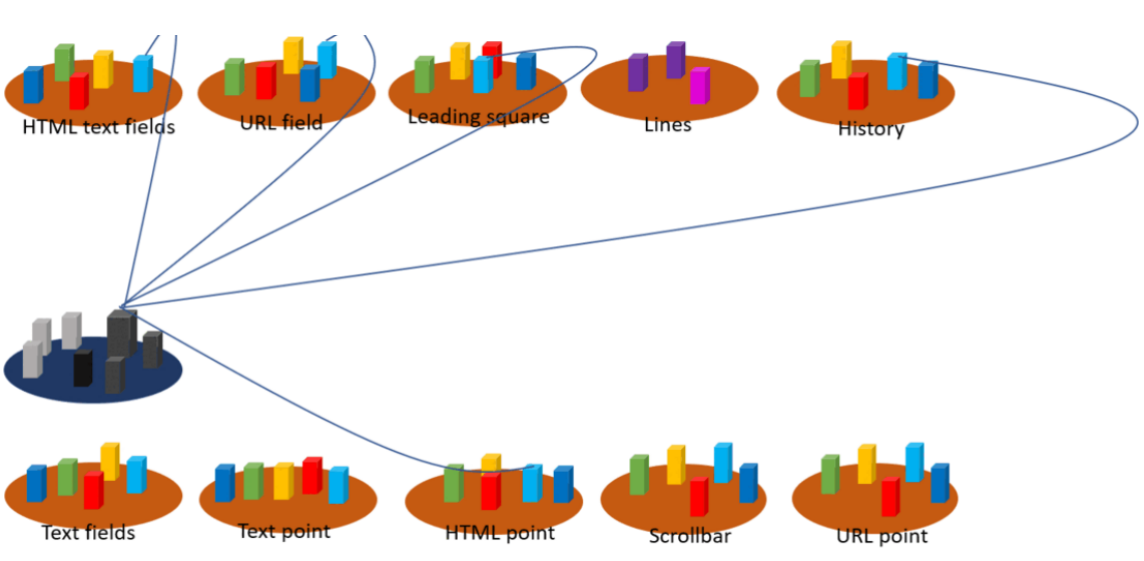 HTML text fields
URL field
Leading square
Lines
History
Text fields
Text point
HTML point
Scrollbar
URL point